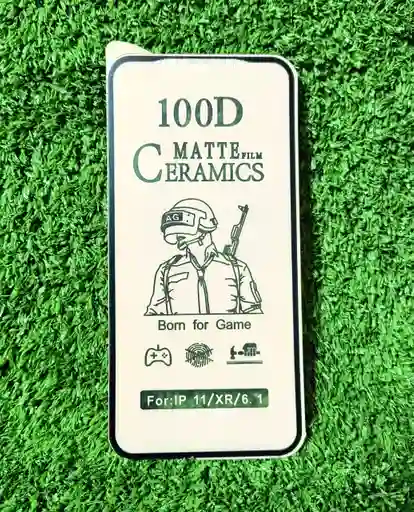 100D
MATTE FILM
CERAMICS
AG
Born for Game
For:IP 11/XR/6.1